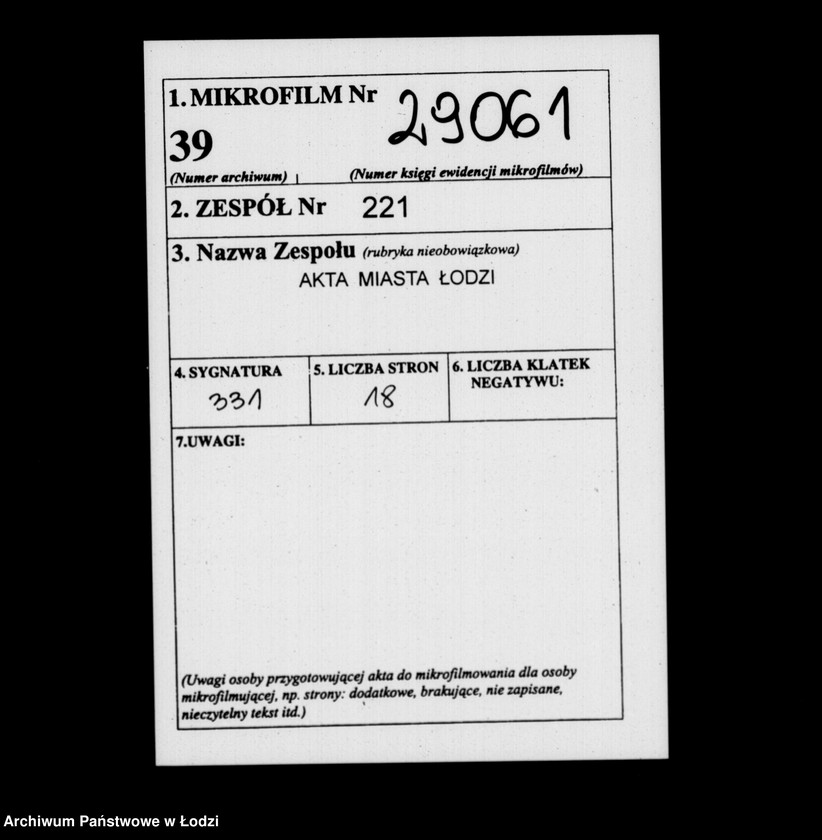 1. MIKROFILM Nr 29061
39
(Numer archiwum) (Numer księgi ewidencji mikrofilmów)
2. ZESPÓŁ Nr 221
3. Nazwa Zespołu (rubryka nieobowiązkowa)
AKTA MIASTA ŁODZI
4. SYGNATURA 5. LICZBA STRON 6. LICZBA KLATEK
NEGATYWU:
331 18
7.UWAGI:
(Uwagi osoby przygotowującej akta do mikrofilmowania dla osoby
mikrofilmującej, np. strony: dodatkowe, brakujące, nie zapisane,
nieczytelny tekst itd.)
Archiwum Państwowe w Łodzi